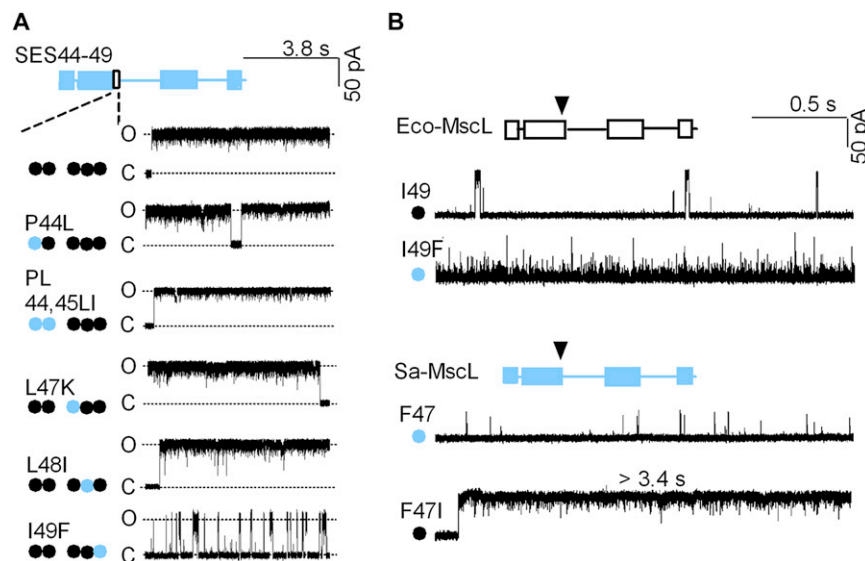 A
SES44-49
3.8 s
50 pA
O
C
P44L
O
C
PL
44,45LI
O
C
L47K
O
C
L48I
O
C
I49F
O
C
B
0.5 s
50 pA
Eco-MscL
I49
I49F
Sa-MscL
F47
> 3.4 s
F47I